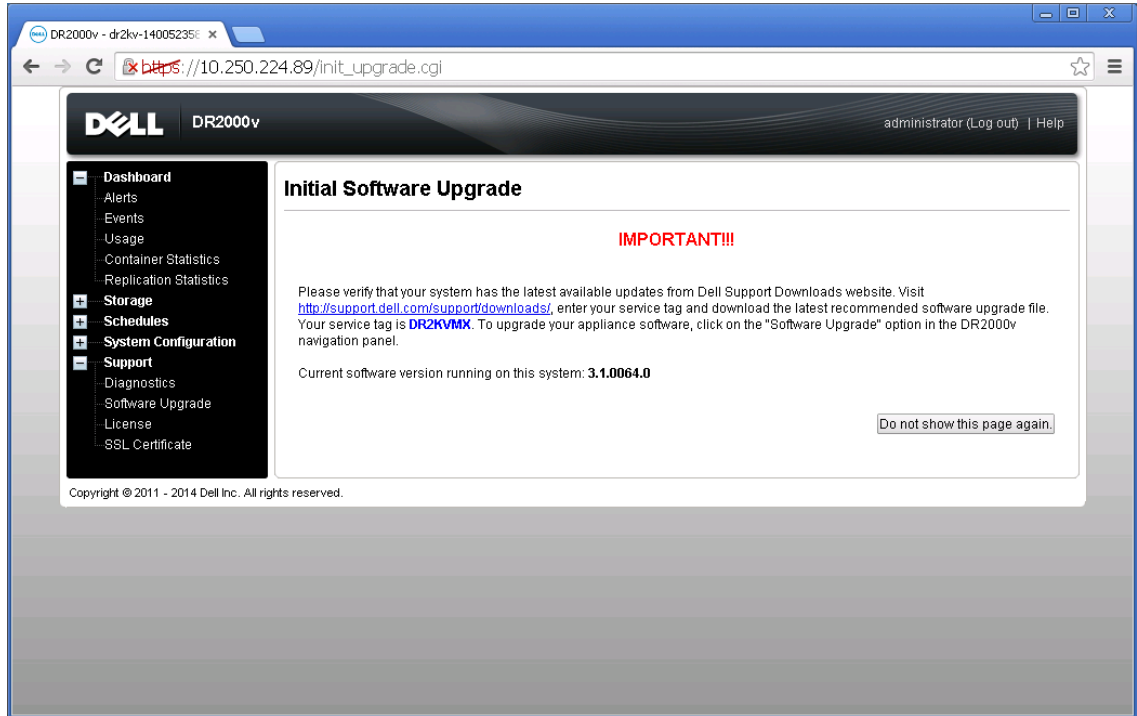 DR2000v - dr2kv-14005235
https://10.250.224.89/init_upgrade.cgi
DELL
DR2000v
administrator (Log out) | Help
Dashboard
Alerts
Events
Usage
Container Statistics
Replication Statistics
Storage
Schedules
System Configuration
Support
Diagnostics
Software Upgrade
License
SSL Certificate
Initial Software Upgrade
IMPORTANT!!!
Please verify that your system has the latest available updates from Dell Support Downloads website. Visit
http://support.dell.com/support/downloads/, enter your service tag and download the latest recommended software upgrade file.
Your service tag is DR2KVMX. To upgrade your appliance software, click on the "Software Upgrade" option in the DR2000v
navigation panel.
Current software version running on this system: 3.1.0064.0
Do not show this page again.
Copyright © 2011 - 2014 Dell Inc. All rights reserved.